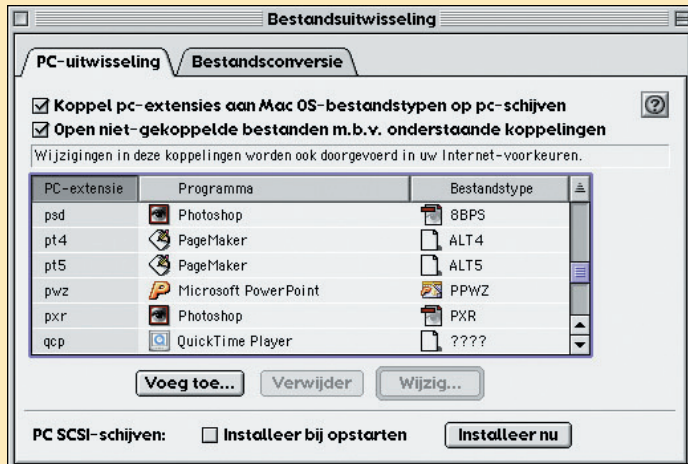 Bestandsuitwisseling
PC-uitwisseling Bestandsconversie
Koppel pc-extensies aan Mac OS-bestandstypen op pc-schijven
Open niet-gekoppelde bestanden m.b.v. onderstaande koppelingen
Wijzigingen in deze koppelingen worden ook doorgevoerd in uw Internet-voorkeuren.
PC-extensie Programma Bestandstype
psd Photoshop 8BPS
pt4 PageMaker ALT4
pt5 PageMaker ALT5
pwz Microsoft PowerPoint PPWZ
pxr Photoshop PXR
qcp QuickTime Player ????
Voeg toe... Verwijder Wijzig...
PC SCSI-schijven: Installeer bij opstarten Installeer nu